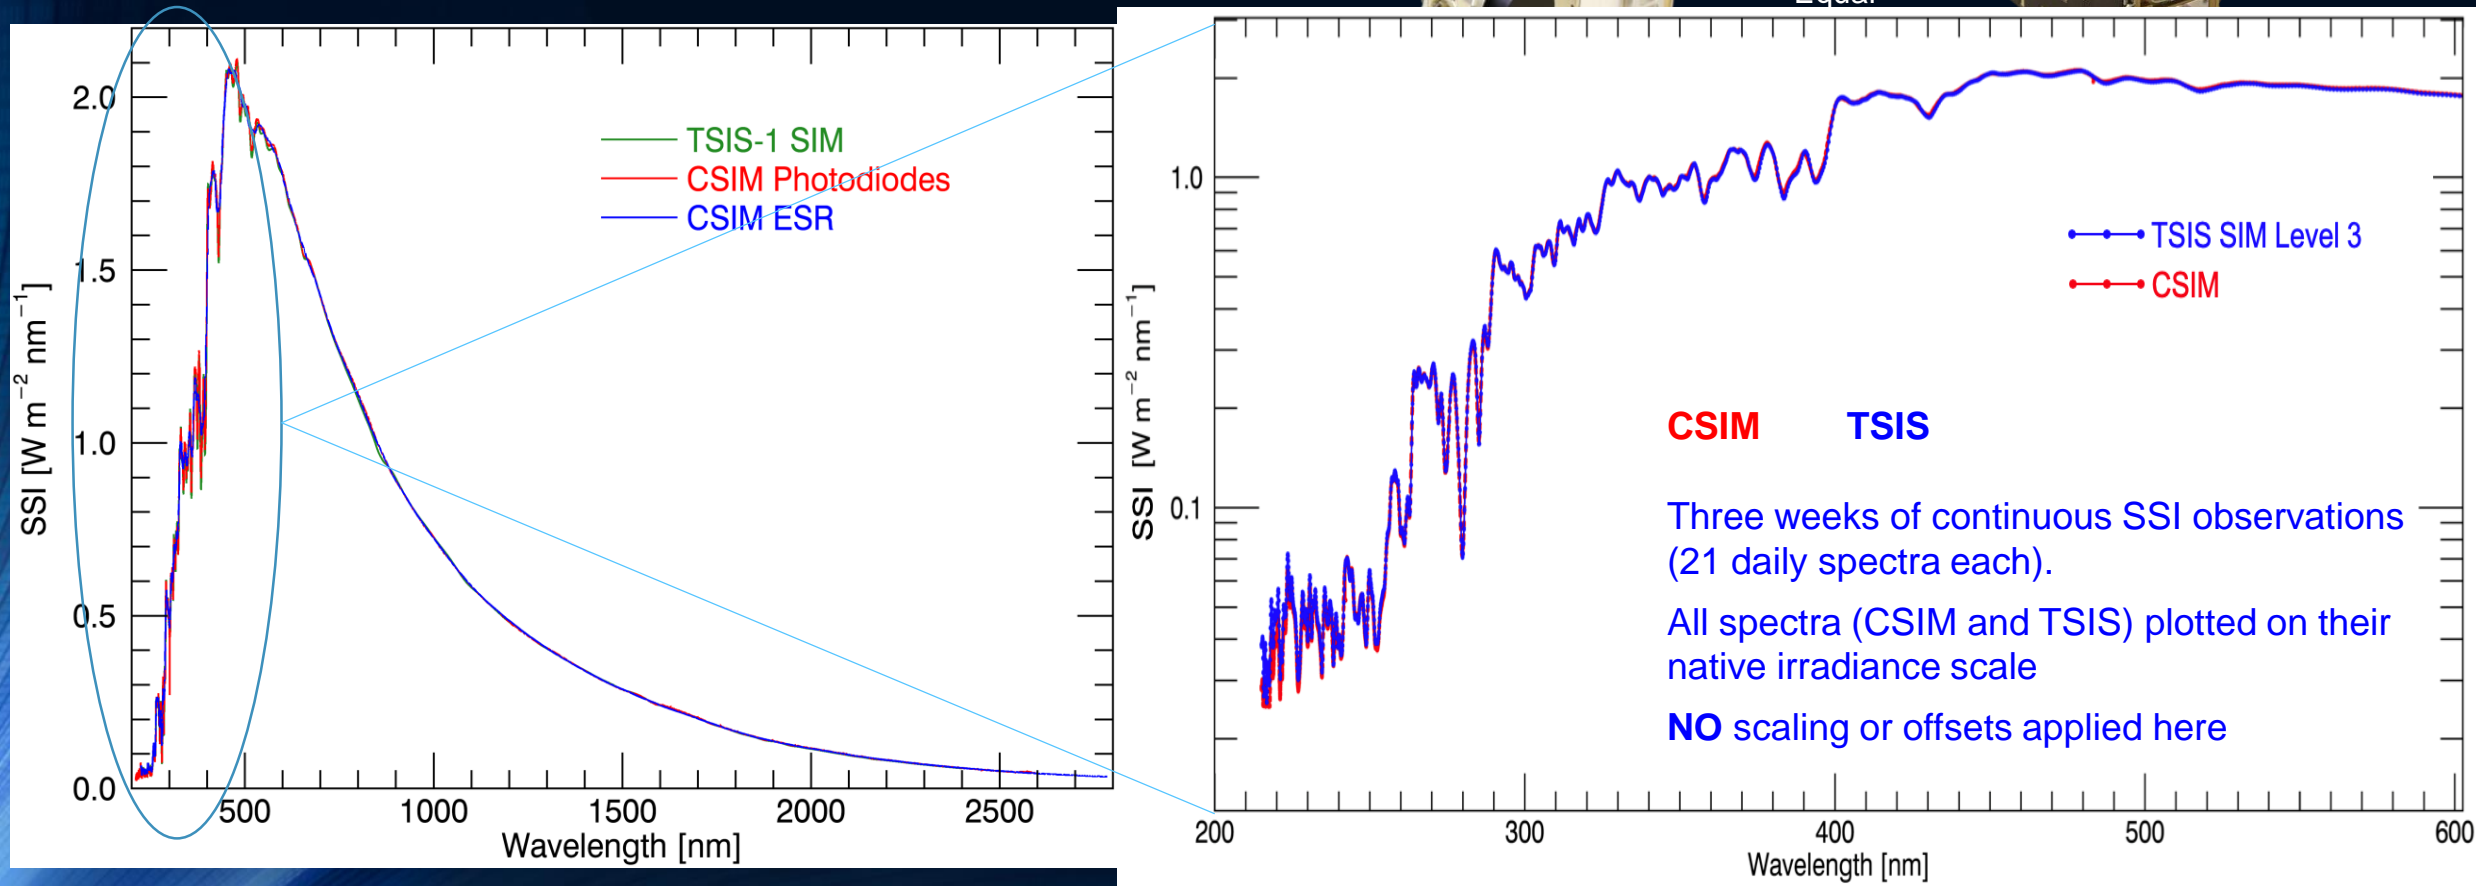 Equal
2.0
1.5
1.0
0.5
0.0
500
1000
1500
2000
2500
Wavelength [nm]
SSI [W m⁻² nm⁻¹]
TSIS-1 SIM
CSIM Photodiodes
CSIM ESR
1.0
0.1
200
300
400
500
600
Wavelength [nm]
SSI [W m⁻² nm⁻¹]
TSIS SIM Level 3
CSIM
CSIM TSIS
Three weeks of continuous SSI observations
(21 daily spectra each).
All spectra (CSIM and TSIS) plotted on their
native irradiance scale
NO scaling or offsets applied here